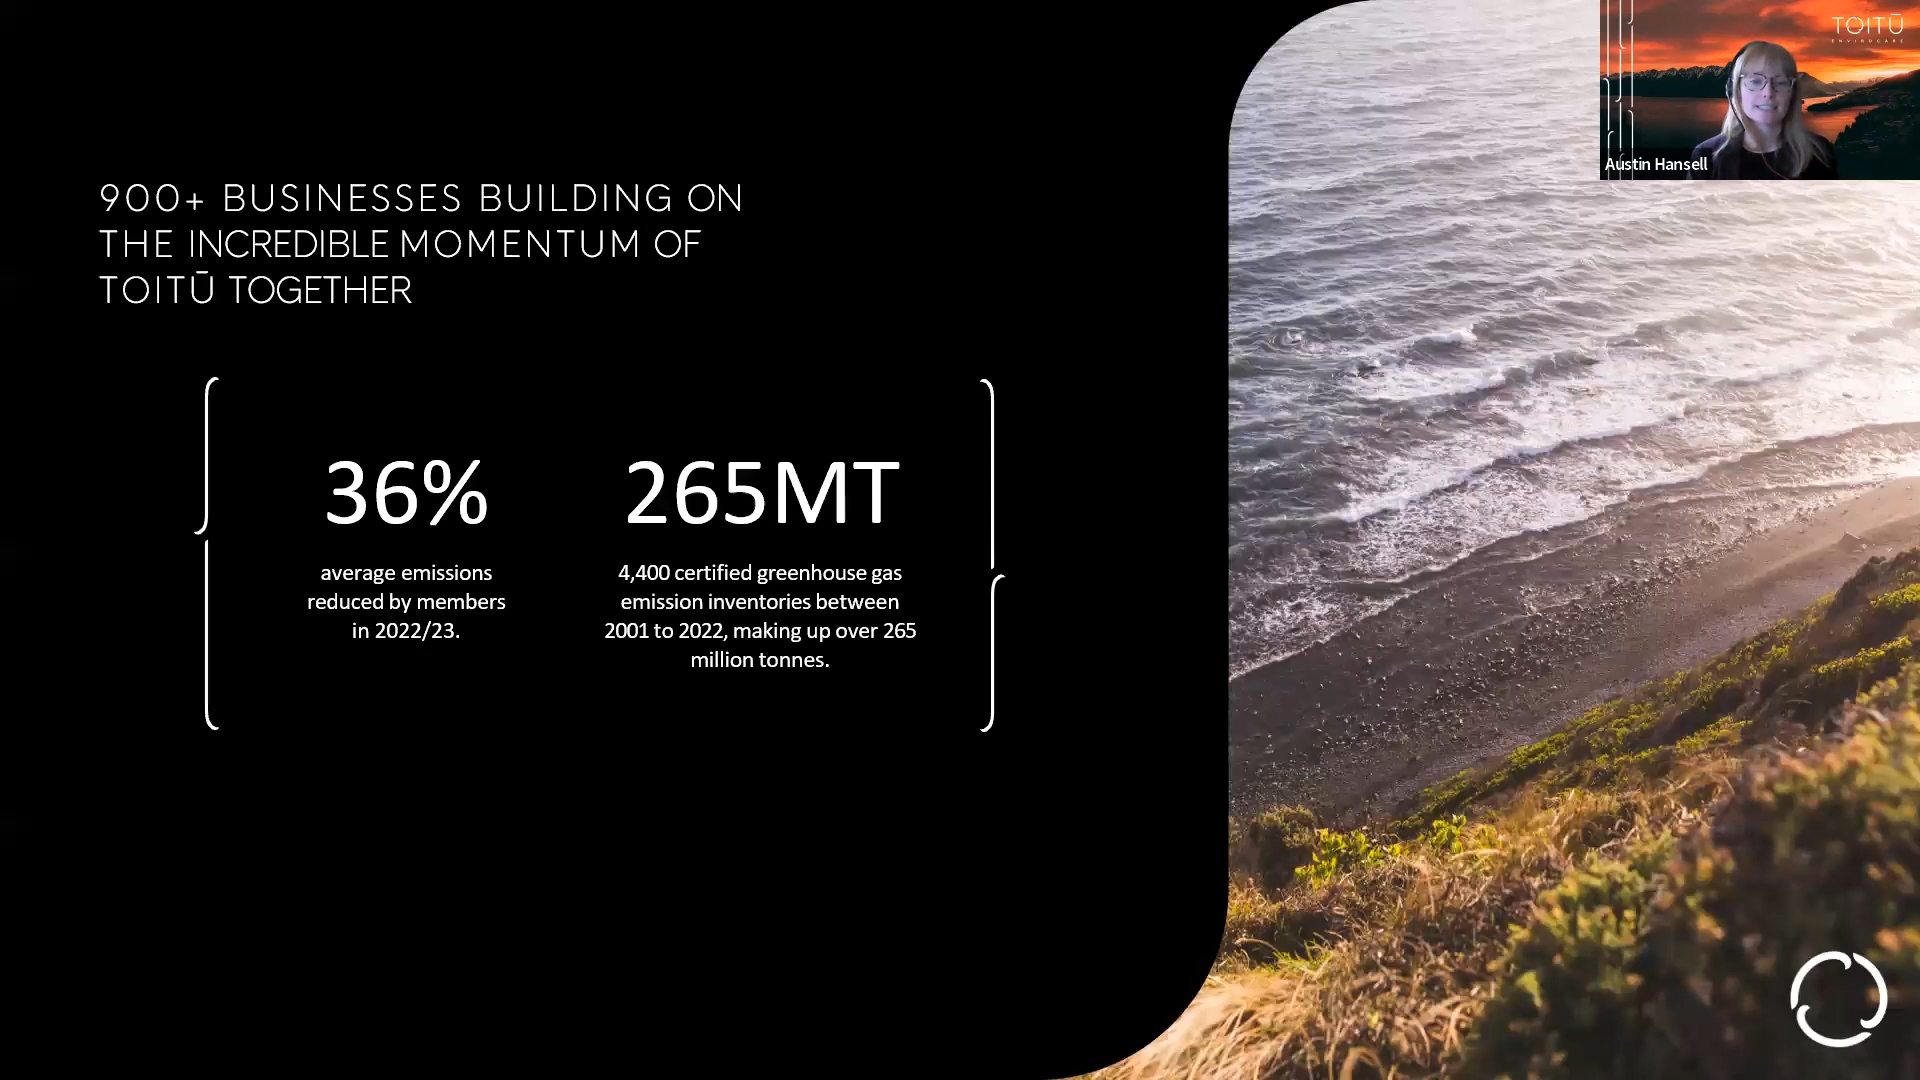 900+ BUSINESSES BUILDING ON
THE INCREDIBLE MOMENTUM OF
TOITŪ TOGETHER
36%
average emissions
reduced by members
in 2022/23.
265MT
4,400 certified greenhouse gas
emission inventories between
2001 to 2022, making up over 265
million tonnes.
TOITŪ
ENVIROCARE
Austin Hansell